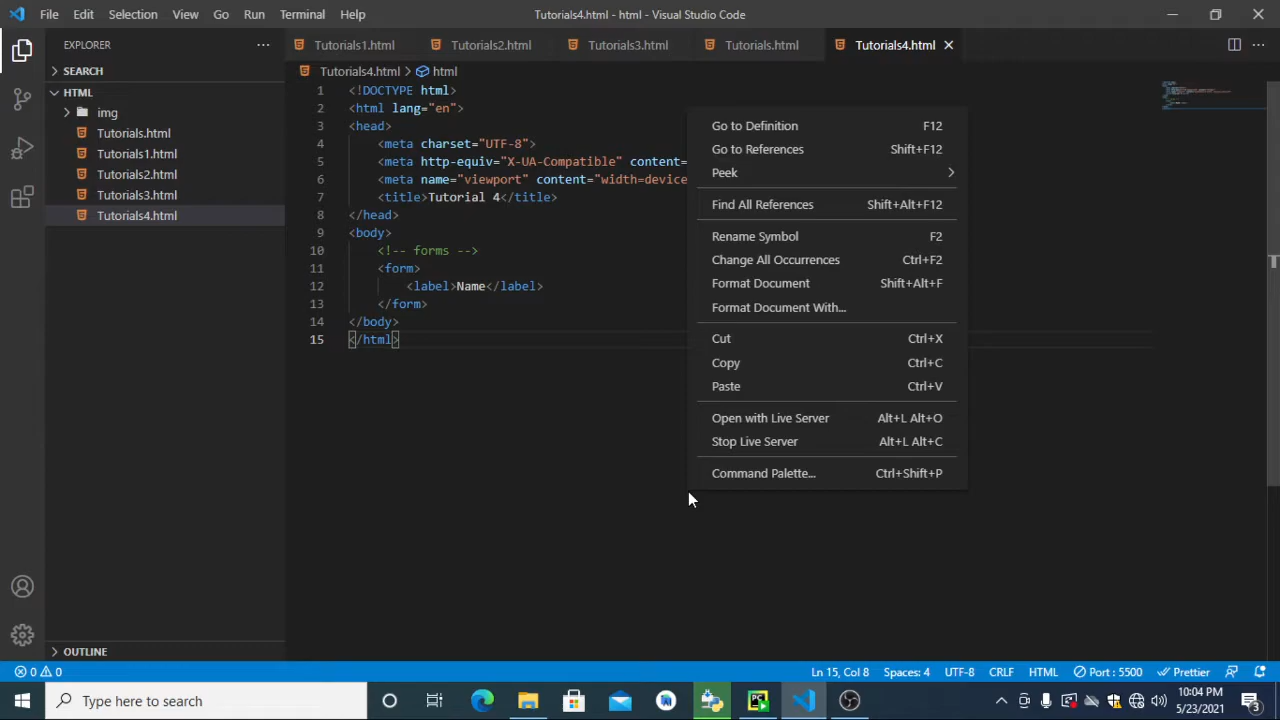 File Edit Selection View Go Run Terminal Help Tutorials4.html - html - Visual Studio Code
EXPLORER
Tutorials1.html Tutorials2.html Tutorials3.html Tutorials.html Tutorials4.html
SEARCH
HTML
img
Tutorials.html
Tutorials1.html
Tutorials2.html
Tutorials3.html
Tutorials4.html
OUTLINE
Tutorials4.html > html
1 <!DOCTYPE html>
2 <html lang="en">
3 <head>
4 <meta charset="UTF-8">
5 <meta http-equiv="X-UA-Compatible" content=
6 <meta name="viewport" content="width=device
7 <title>Tutorial 4</title>
8 </head>
9 <body>
10 <!-- forms -->
11 <form>
12 <label>Name</label>
13 </form>
14 </body>
15 </html>
Go to Definition F12
Go to References Shift+F12
Peek
Find All References Shift+Alt+F12
Rename Symbol F2
Change All Occurrences Ctrl+F2
Format Document Shift+Alt+F
Format Document With...
Cut Ctrl+X
Copy Ctrl+C
Paste Ctrl+V
Open with Live Server Alt+L Alt+O
Stop Live Server Alt+L Alt+C
Command Palette... Ctrl+Shift+P
0 0 Ln 15, Col 8 Spaces: 4 UTF-8 CRLF HTML Port : 5500 Prettier
Type here to search
10:04 PM
5/23/2021
3